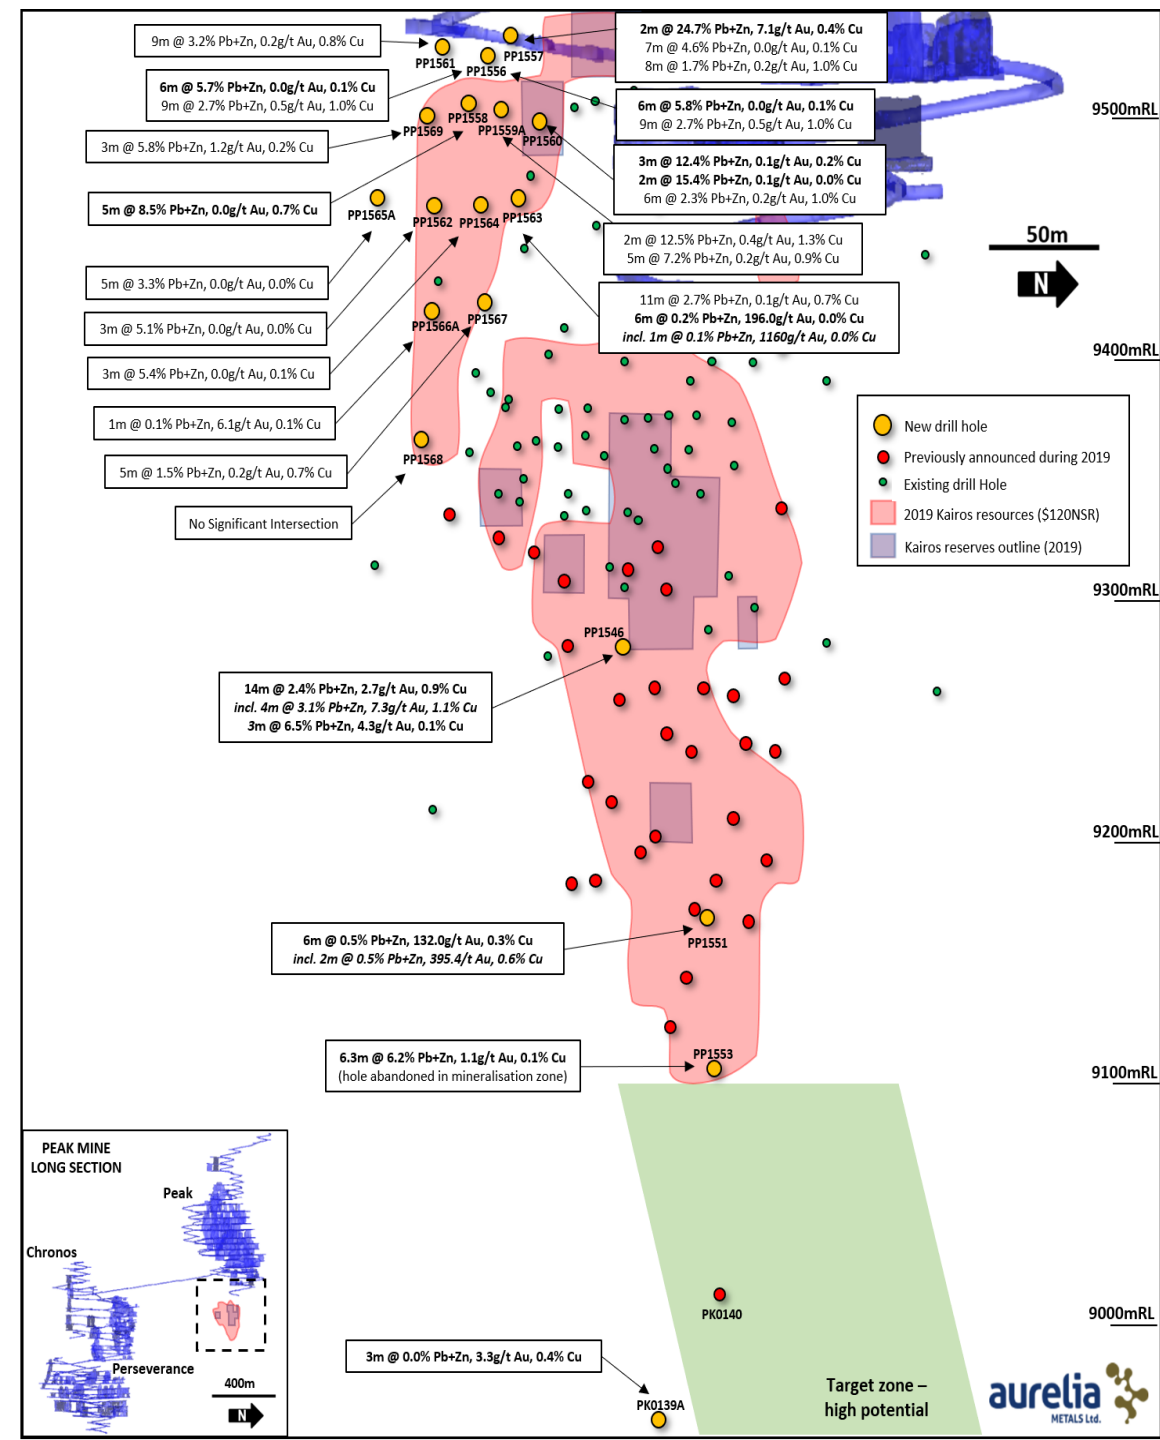 9m @ 3.2% Pb+Zn, 0.2g/t Au, 0.8% Cu
PP1561
PP1557
PP1556
2m @ 24.7% Pb+Zn, 7.1g/t Au, 0.4% Cu
7m @ 4.6% Pb+Zn, 0.0g/t Au, 0.1% Cu
8m @ 1.7% Pb+Zn, 0.2g/t Au, 1.0% Cu
6m @ 5.7% Pb+Zn, 0.0g/t Au, 0.1% Cu
9m @ 2.7% Pb+Zn, 0.5g/t Au, 1.0% Cu
6m @ 5.8% Pb+Zn, 0.0g/t Au, 0.1% Cu
9m @ 2.7% Pb+Zn, 0.5g/t Au, 1.0% Cu
9500mRL
PP1569
PP1558
PP1559A
PP1560
3m @ 5.8% Pb+Zn, 1.2g/t Au, 0.2% Cu
3m @ 12.4% Pb+Zn, 0.1g/t Au, 0.2% Cu
2m @ 15.4% Pb+Zn, 0.1g/t Au, 0.0% Cu
6m @ 2.3% Pb+Zn, 0.2g/t Au, 1.0% Cu
5m @ 8.5% Pb+Zn, 0.0g/t Au, 0.7% Cu
PP1565A
PP1562
PP1564
PP1563
2m @ 12.5% Pb+Zn, 0.4g/t Au, 1.3% Cu
5m @ 7.2% Pb+Zn, 0.2g/t Au, 0.9% Cu
50m
N
5m @ 3.3% Pb+Zn, 0.0g/t Au, 0.0% Cu
11m @ 2.7% Pb+Zn, 0.1g/t Au, 0.7% Cu
6m @ 0.2% Pb+Zn, 196.0g/t Au, 0.0% Cu
incl. 1m @ 0.1% Pb+Zn, 1160g/t Au, 0.0% Cu
3m @ 5.1% Pb+Zn, 0.0g/t Au, 0.0% Cu
PP1566A
PP1567
9400mRL
3m @ 5.4% Pb+Zn, 0.0g/t Au, 0.1% Cu
1m @ 0.1% Pb+Zn, 6.1g/t Au, 0.1% Cu
PP1568
5m @ 1.5% Pb+Zn, 0.2g/t Au, 0.7% Cu
No Significant Intersection
New drill hole
Previously announced during 2019
Existing drill Hole
2019 Kairos resources ($120NSR)
Kairos reserves outline (2019)
9300mRL
PP1546
14m @ 2.4% Pb+Zn, 2.7g/t Au, 0.9% Cu
incl. 4m @ 3.1% Pb+Zn, 7.3g/t Au, 1.1% Cu
3m @ 6.5% Pb+Zn, 4.3g/t Au, 0.1% Cu
9200mRL
6m @ 0.5% Pb+Zn, 132.0g/t Au, 0.3% Cu
incl. 2m @ 0.5% Pb+Zn, 395.4/t Au, 0.6% Cu
PP1551
6.3m @ 6.2% Pb+Zn, 1.1g/t Au, 0.1% Cu
(hole abandoned in mineralisation zone)
PP1553
9100mRL
PEAK MINE
LONG SECTION
Peak
Chronos
Perseverance
400m
N
PK0140
9000mRL
3m @ 0.0% Pb+Zn, 3.3g/t Au, 0.4% Cu
PK0139A
Target zone –
high potential
aurelia
METALS Ltd.